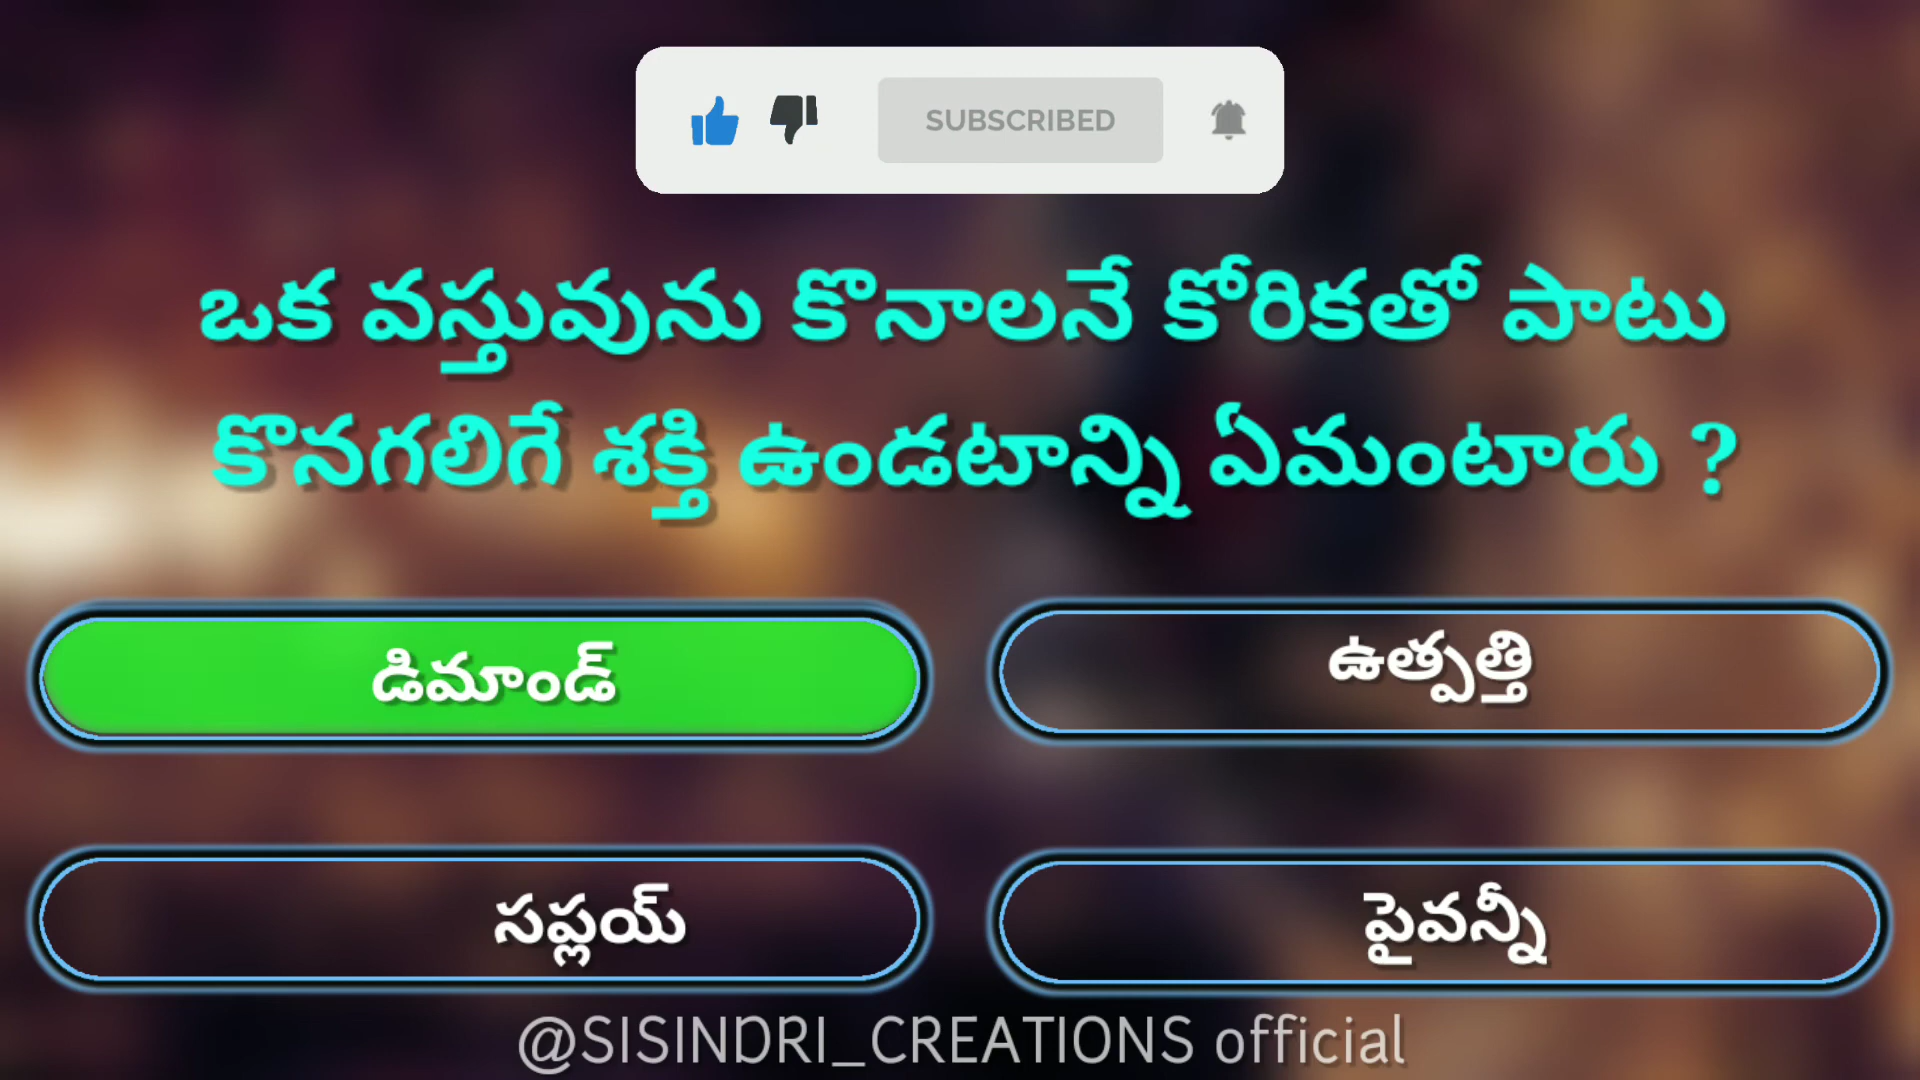 SUBSCRIBED
ఒక వస్తువును కొనాలనే కోరికతో పాటు
కొనగలిగే శక్తి ఉండటాన్ని ఏమంటారు ?
డిమాండ్
ఉత్పత్తి
సప్లయ్
పైవన్నీ
@SISINDRI_CREATIONS official